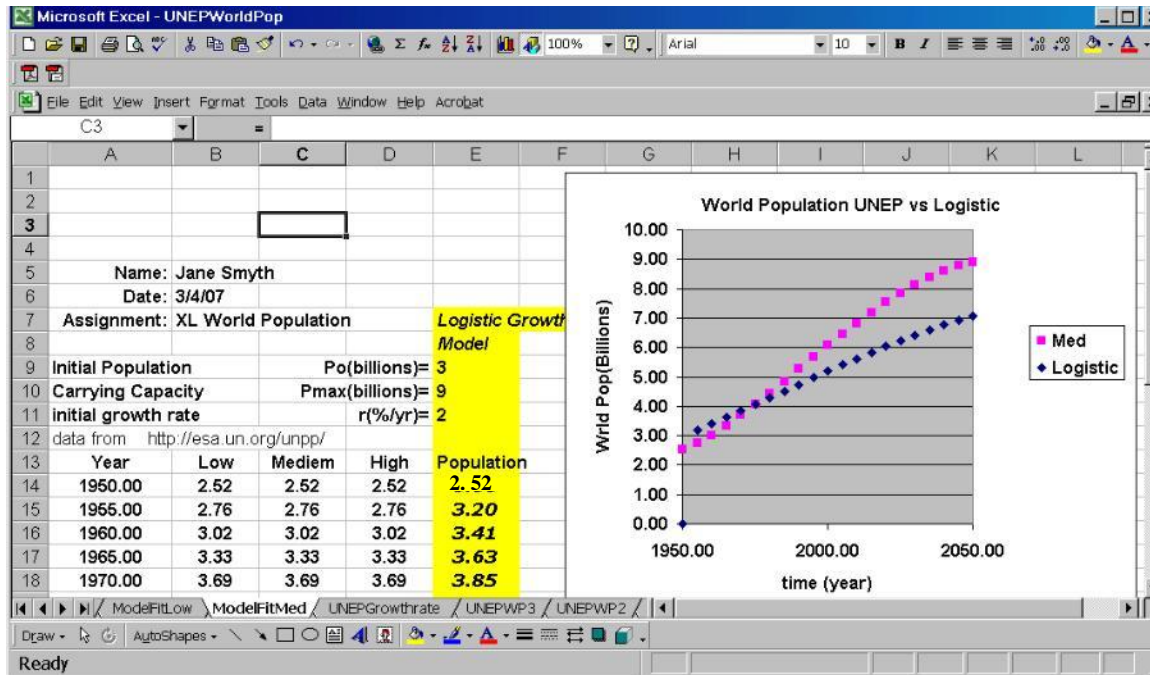 Microsoft Excel - UNEPWorldPop
100% Arial 10 B I
File Edit View Insert Format Tools Data Window Help Acrobat
C3 =
A B C D E F G H I J K L
1
2
3
4
5 Name: Jane Smyth
6 Date: 3/4/07
7 Assignment: XL World Population Logistic Growth
8 Model
9 Initial Population Po(billions)= 3
10 Carrying Capacity Pmax(billions)= 9
11 initial growth rate r(%/yr)= 2
12 data from http://esa.un.org/unpp/
13 Year Low Mediem High Population
14 1950.00 2.52 2.52 2.52 2.52
15 1955.00 2.76 2.76 2.76 3.20
16 1960.00 3.02 3.02 3.02 3.41
17 1965.00 3.33 3.33 3.33 3.63
18 1970.00 3.69 3.69 3.69 3.85
World Population UNEP vs Logistic
10.00
9.00
8.00
7.00
6.00
5.00
4.00
3.00
2.00
1.00
0.00
Wrld Pop(Billions)
1950.00 2000.00 2050.00
time (year)
Med
Logistic
ModelFitLow ModelFitMed UNEPGrowthrate UNEPWP3 UNEPWP2
Draw AutoShapes
Ready